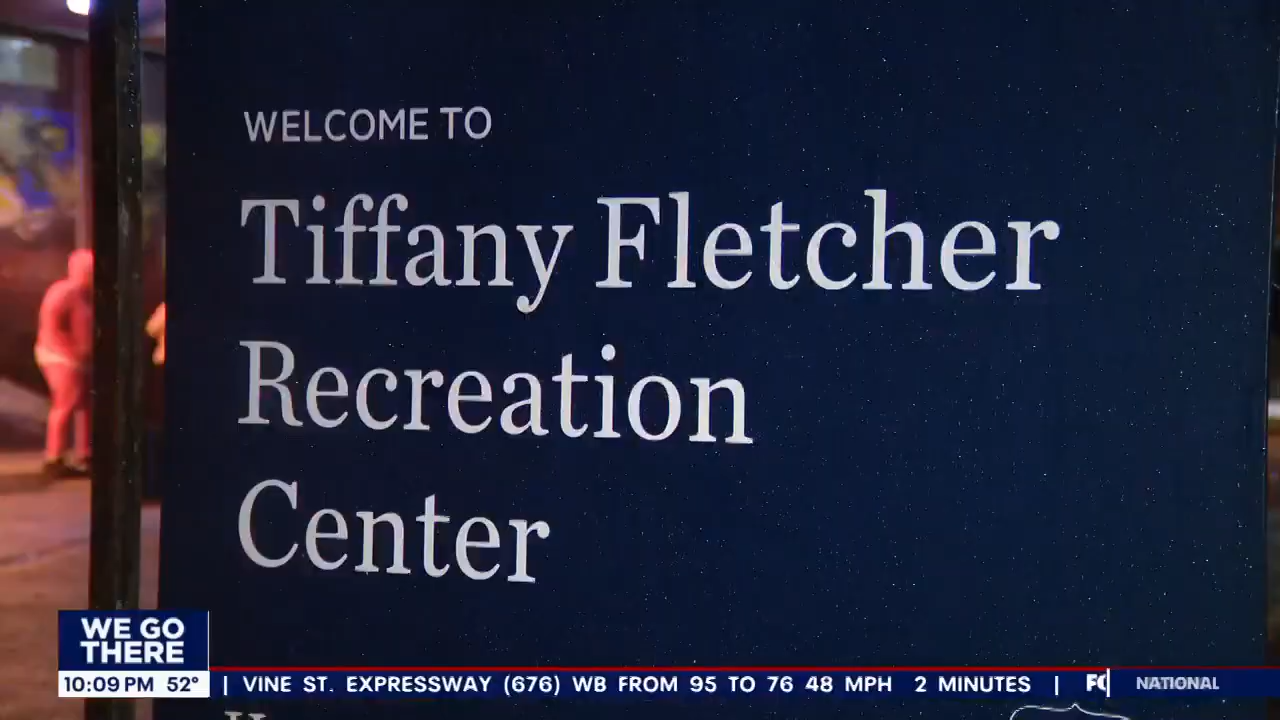 WELCOME TO
Tiffany Fletcher
Recreation
Center
WE GO
THERE
10:09 PM 52° | VINE ST. EXPRESSWAY (676) WB FROM 95 TO 76 48 MPH 2 MINUTES | NATIONAL